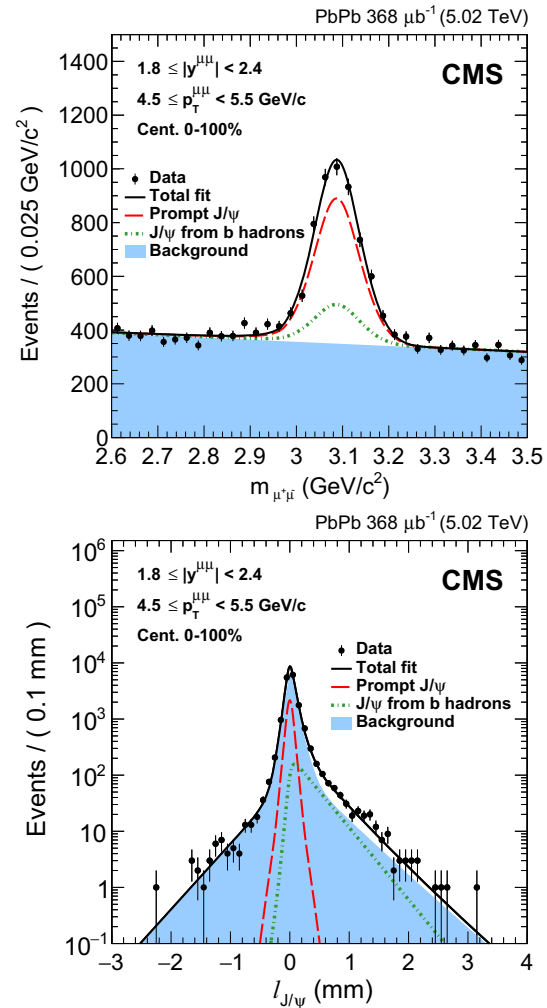 PbPb 368 μb⁻¹ (5.02 TeV)
1400
1200
1000
800
600
400
200
0
Events / ( 0.025 GeV/c²)
1.8 ≤ |y^μμ| < 2.4
4.5 ≤ p_T^μμ < 5.5 GeV/c
Cent. 0-100%
CMS
Data
Total fit
Prompt J/ψ
J/ψ from b hadrons
Background
2.6 2.7 2.8 2.9 3 3.1 3.2 3.3 3.4 3.5
m_μ⁺μ⁻ (GeV/c²)
PbPb 368 μb⁻¹ (5.02 TeV)
10⁶
10⁵
10⁴
10³
10²
10
1
10⁻¹
Events / ( 0.1 mm)
1.8 ≤ |y^μμ| < 2.4
4.5 ≤ p_T^μμ < 5.5 GeV/c
Cent. 0-100%
CMS
Data
Total fit
Prompt J/ψ
J/ψ from b hadrons
Background
−3 −2 −1 0 1 2 3 4
l_J/ψ (mm)